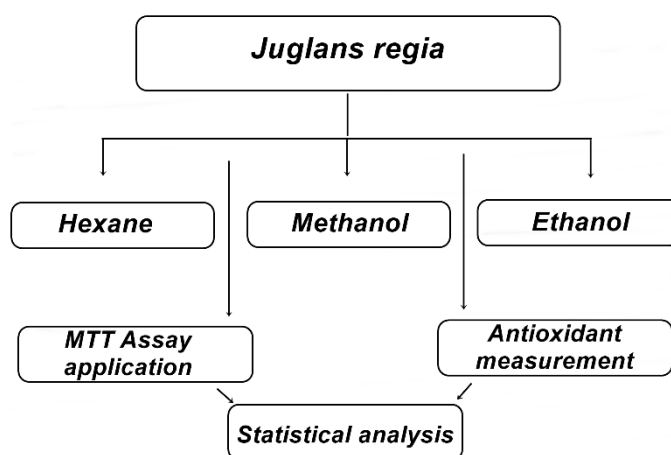 Juglans regia
Hexane
Methanol
Ethanol
MTT Assay
application
Antioxidant
measurement
Statistical analysis